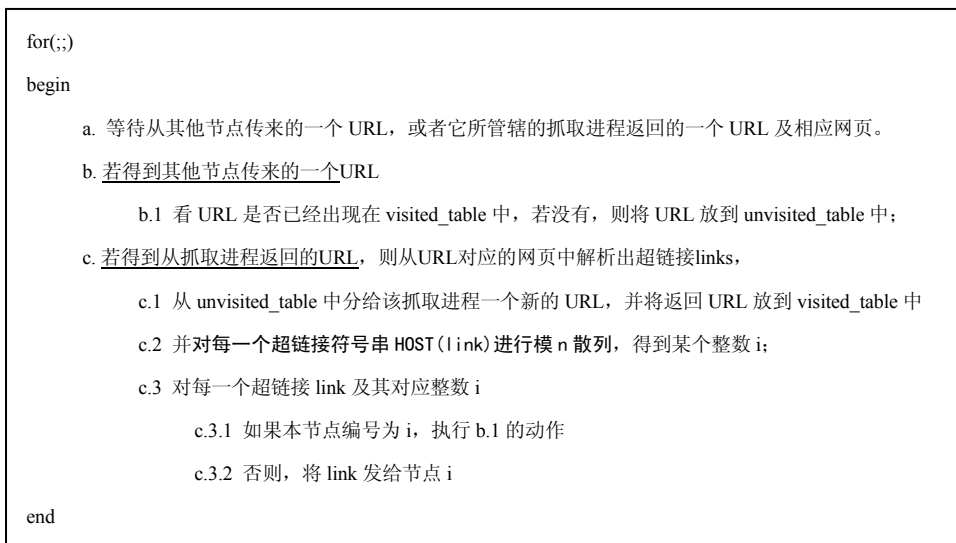 for(;;)
begin
a. 等待从其他节点传来的一个 URL，或者它所管辖的抓取进程返回的一个 URL 及相应网页。
b. 若得到其他节点传来的一个URL
b.1 看 URL 是否已经出现在 visited_table 中，若没有，则将 URL 放到 unvisited_table 中；
c. 若得到从抓取进程返回的URL，则从URL对应的网页中解析出超链接links，
c.1 从 unvisited_table 中分给该抓取进程一个新的 URL，并将返回 URL 放到 visited_table 中
c.2 并对每一个超链接符号串 HOST(link)进行模 n 散列，得到某个整数 i；
c.3 对每一个超链接 link 及其对应整数 i
c.3.1 如果本节点编号为 i，执行 b.1 的动作
c.3.2 否则，将 link 发给节点 i
end